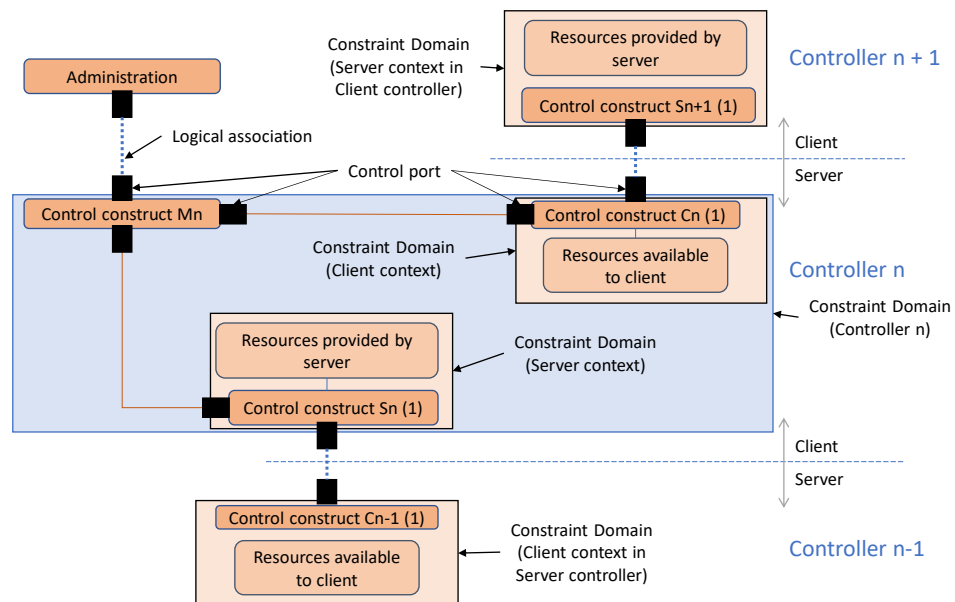 Constraint Domain
(Server context in
Client controller)
Resources provided by
server
Control construct Sn+1 (1)
Controller n + 1
Administration
Logical association
Client
Server
Control port
Control construct Mn
Control construct Cn (1)
Constraint Domain
(Client context)
Resources available
to client
Controller n
Constraint Domain
(Controller n)
Resources provided by
server
Control construct Sn (1)
Constraint Domain
(Server context)
Client
Server
Control construct Cn-1 (1)
Resources available
to client
Constraint Domain
(Client context in
Server controller)
Controller n-1